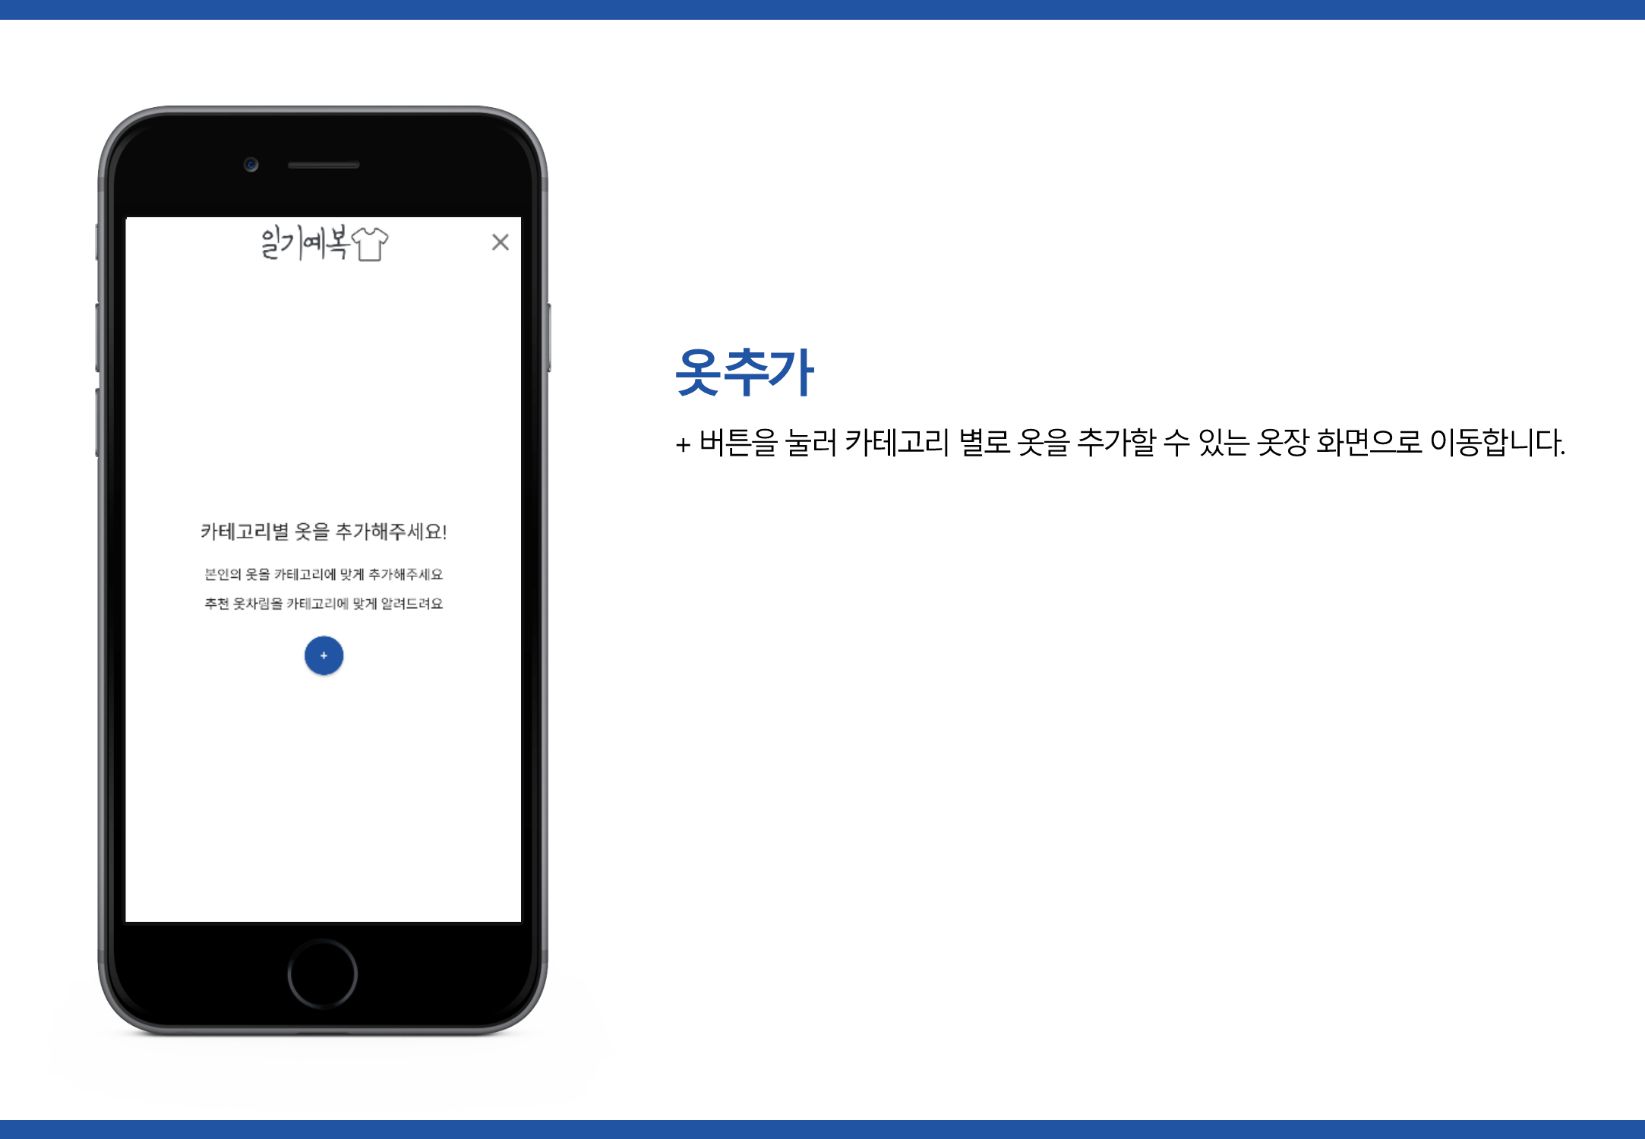 일기예복
카테고리별 옷을 추가해주세요!
본인의 옷을 카테고리에 맞게 추가해주세요
추천 옷차림을 카테고리에 맞게 알려드려요
+
옷추가
+ 버튼을 눌러 카테고리 별로 옷을 추가할 수 있는 옷장 화면으로 이동합니다.